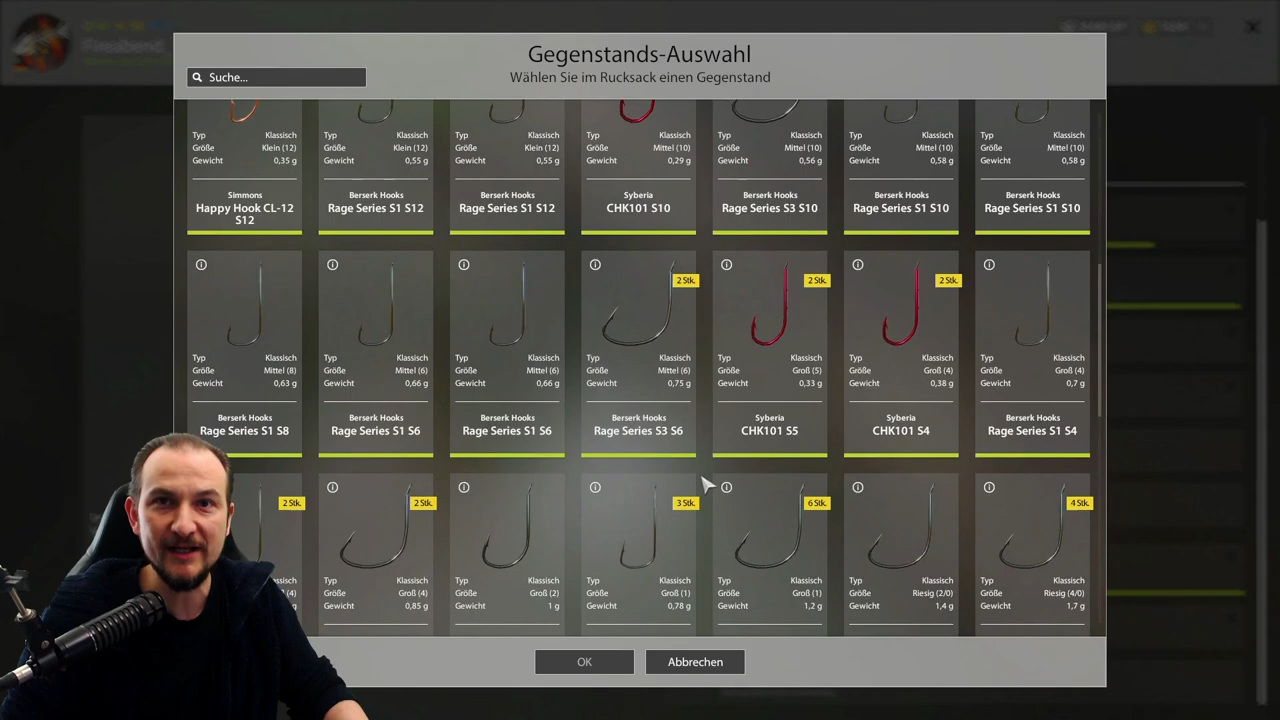 Gegenstands-Auswahl
Suche...
Wählen Sie im Rucksack einen Gegenstand
Typ Klassisch
Größe Klein (12)
Gewicht 0,35 g
Simmons
Happy Hook CL-12
S12
Typ Klassisch
Größe Klein (12)
Gewicht 0,55 g
Berserk Hooks
Rage Series S1 S12
Typ Klassisch
Größe Klein (12)
Gewicht 0,55 g
Berserk Hooks
Rage Series S1 S12
Typ Klassisch
Größe Mittel (10)
Gewicht 0,29 g
Syberia
CHK101 S10
Typ Klassisch
Größe Mittel (10)
Gewicht 0,56 g
Berserk Hooks
Rage Series S3 S10
Typ Klassisch
Größe Mittel (10)
Gewicht 0,58 g
Berserk Hooks
Rage Series S1 S10
Typ Klassisch
Größe Mittel (10)
Gewicht 0,58 g
Berserk Hooks
Rage Series S1 S10
Typ Klassisch
Größe Mittel (8)
Gewicht 0,63 g
Berserk Hooks
Rage Series S1 S8
Typ Klassisch
Größe Mittel (6)
Gewicht 0,66 g
Berserk Hooks
Rage Series S1 S6
Typ Klassisch
Größe Mittel (6)
Gewicht 0,66 g
Berserk Hooks
Rage Series S1 S6
2 Stk.
Typ Klassisch
Größe Mittel (6)
Gewicht 0,75 g
Berserk Hooks
Rage Series S3 S6
2 Stk.
Typ Klassisch
Größe Groß (5)
Gewicht 0,33 g
Syberia
CHK101 S5
2 Stk.
Typ Klassisch
Größe Groß (4)
Gewicht 0,38 g
Syberia
CHK101 S4
Typ Klassisch
Größe Groß (4)
Gewicht 0,7 g
Berserk Hooks
Rage Series S1 S4
2 Stk.
2 Stk.
Typ Klassisch
Größe Groß (4)
Gewicht 0,85 g
Typ Klassisch
Größe Groß (2)
Gewicht 1 g
3 Stk.
Typ Klassisch
Größe Groß (1)
Gewicht 0,78 g
6 Stk.
Typ Klassisch
Größe Groß (1)
Gewicht 1,2 g
Typ Klassisch
Größe Riesig (2/0)
Gewicht 1,4 g
4 Stk.
Typ Klassisch
Größe Riesig (4/0)
Gewicht 1,7 g
OK
Abbrechen